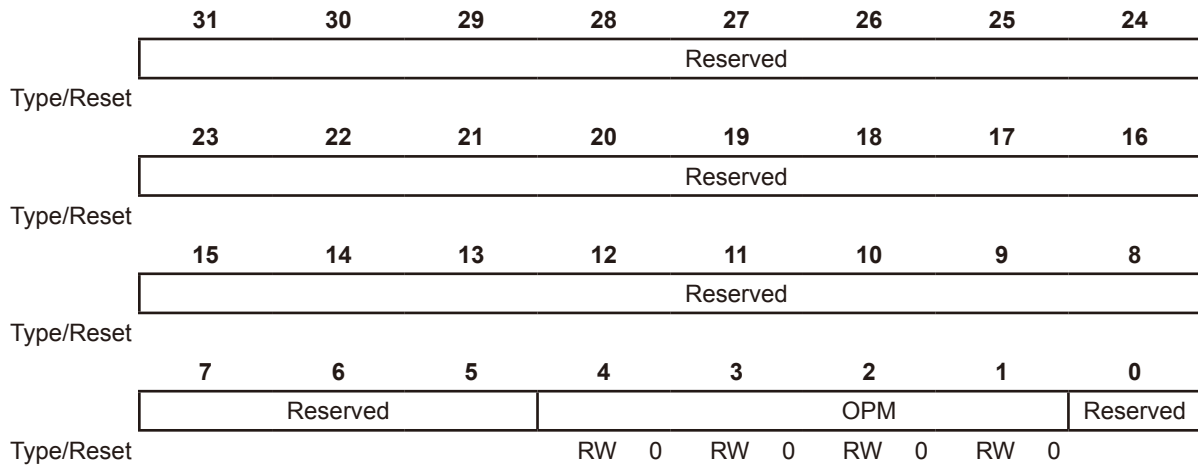 31 30 29 28 27 26 25 24
Reserved
Type/Reset
23 22 21 20 19 18 17 16
Reserved
Type/Reset
15 14 13 12 11 10 9 8
Reserved
Type/Reset
7 6 5 4 3 2 1 0
Reserved OPM Reserved
Type/Reset RW 0 RW 0 RW 0 RW 0